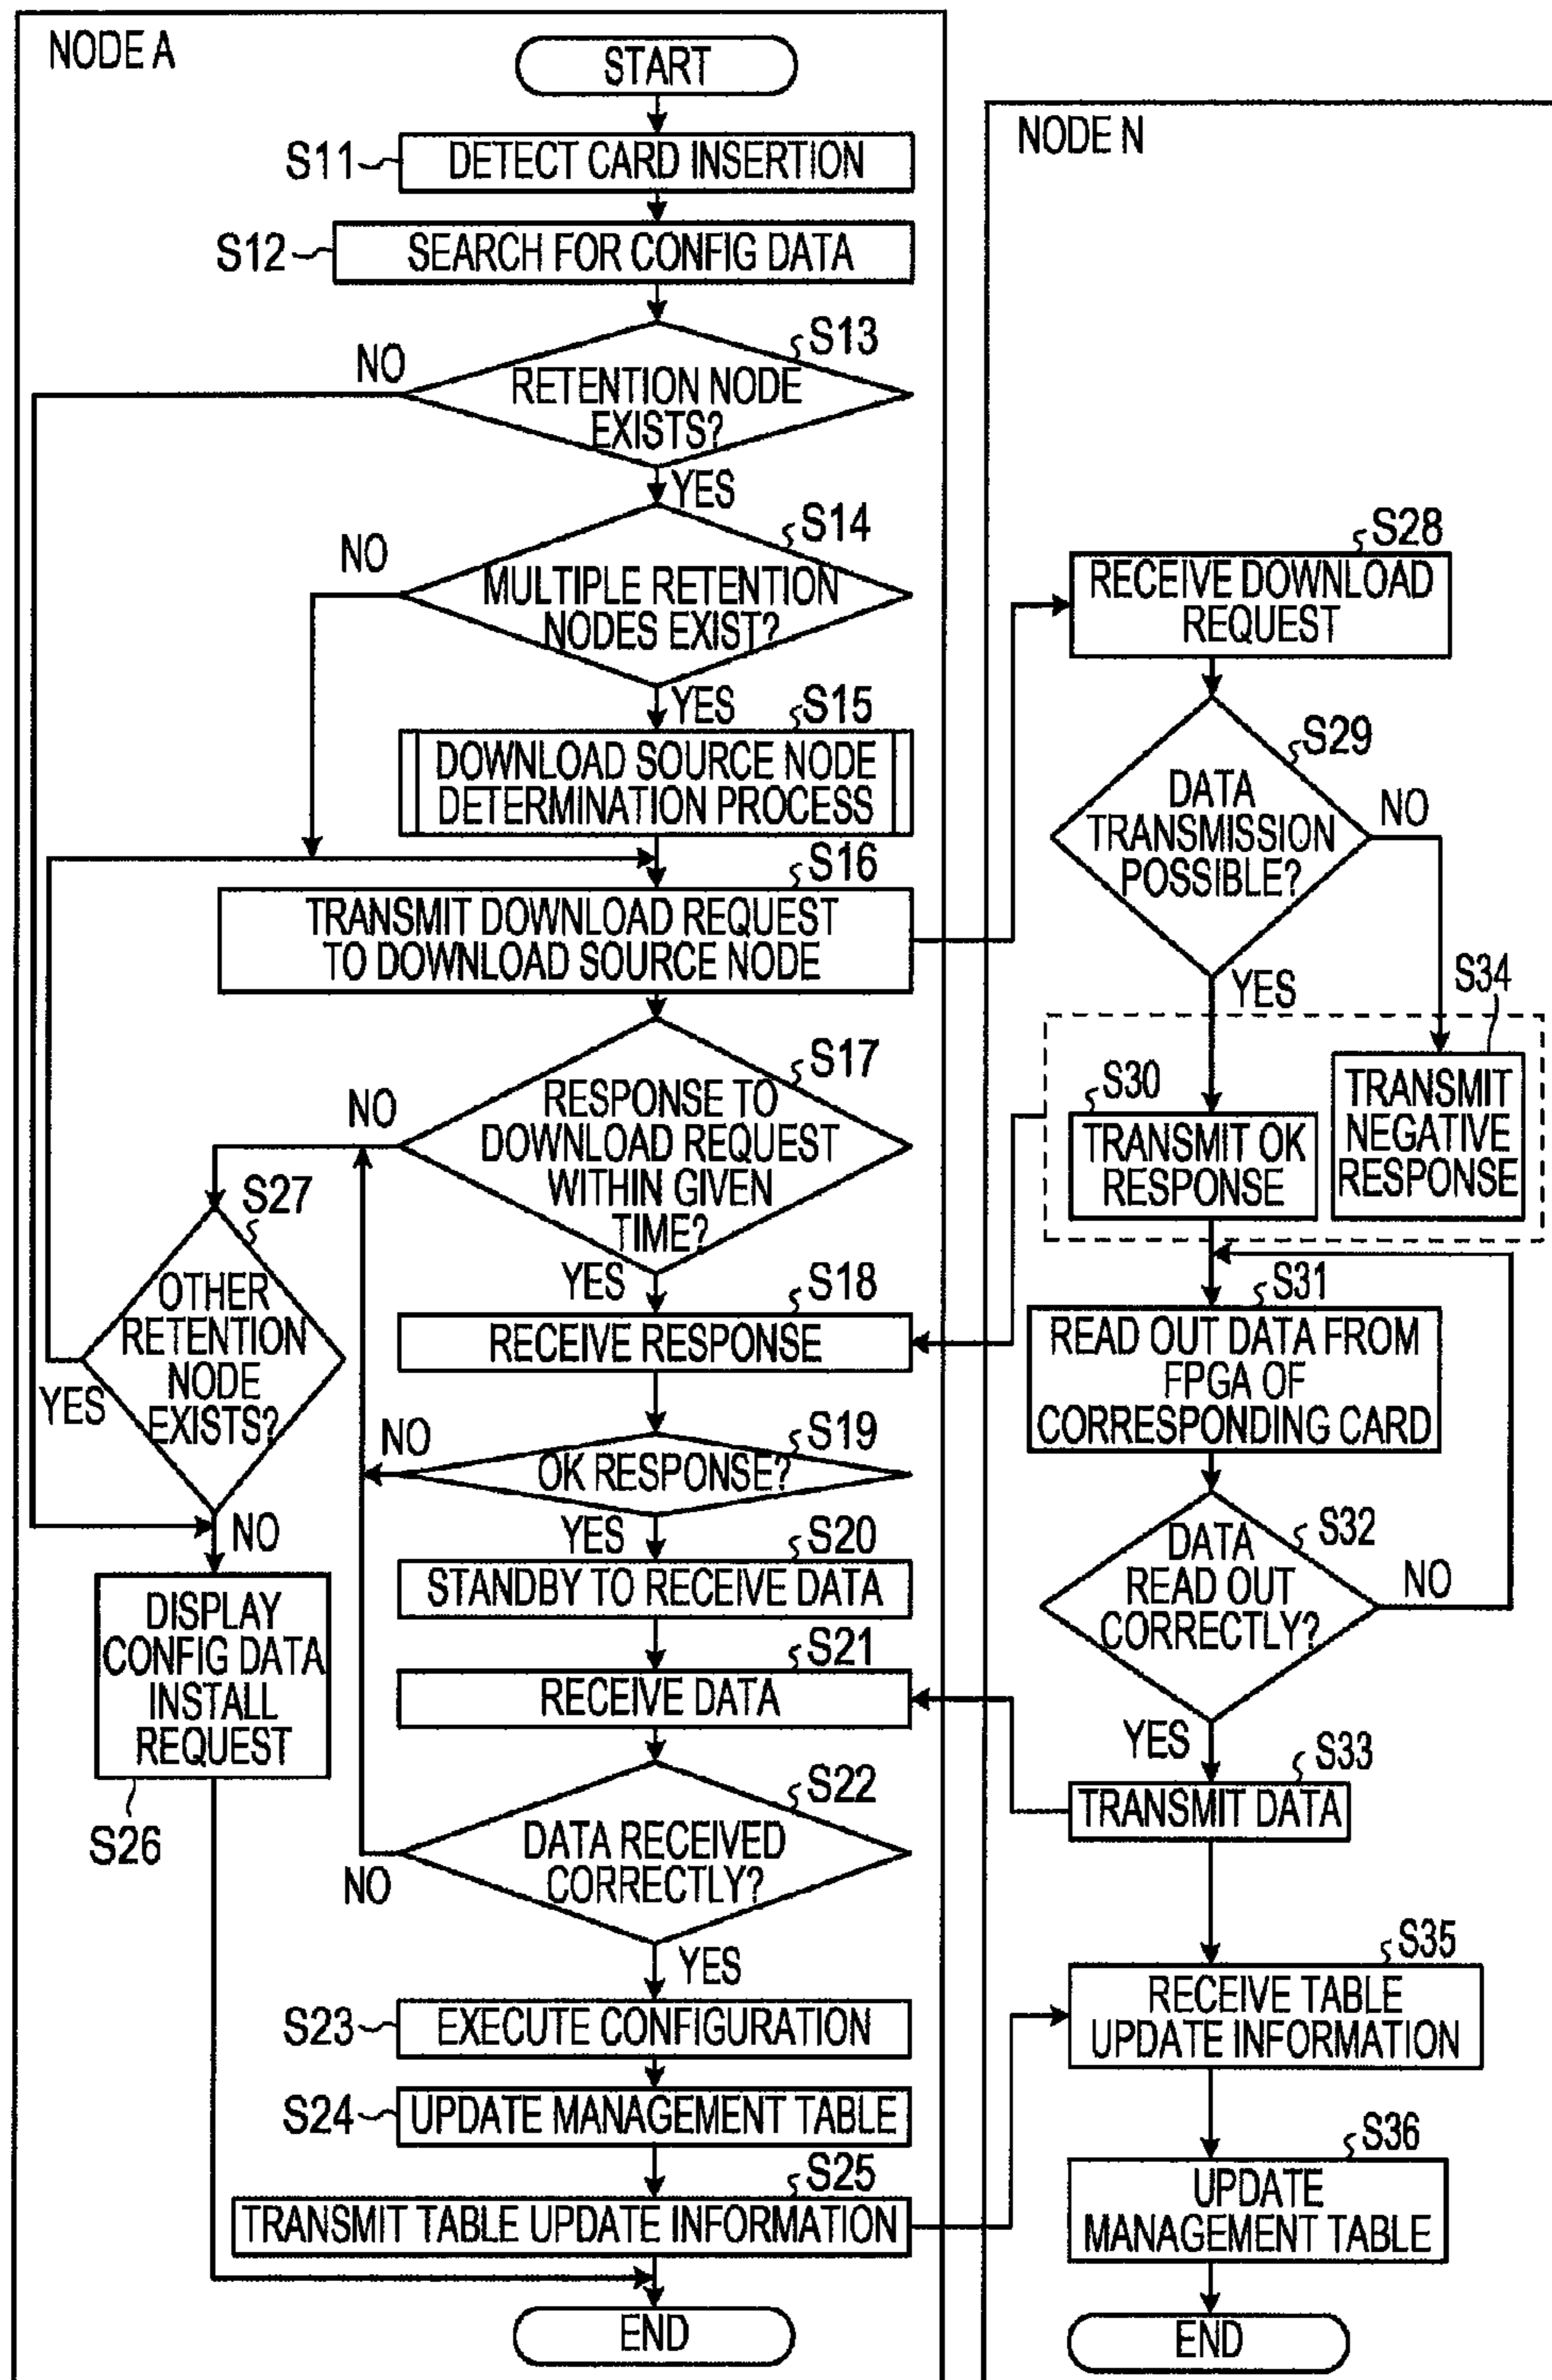 NODE A
START
S11
DETECT CARD INSERTION
S12
SEARCH FOR CONFIG DATA
S13
NO
RETENTION NODE
EXISTS?
YES
S14
NO
MULTIPLE RETENTION
NODES EXIST?
YES
S15
DOWNLOAD SOURCE NODE
DETERMINATION PROCESS
S16
TRANSMIT DOWNLOAD REQUEST
TO DOWNLOAD SOURCE NODE
S17
NO
RESPONSE TO
DOWNLOAD REQUEST
WITHIN GIVEN
TIME?
YES
S27
OTHER
RETENTION
NODE
EXISTS?
YES
NO
S18
RECEIVE RESPONSE
S19
NO
OK RESPONSE?
YES
S20
STANDBY TO RECEIVE DATA
S21
RECEIVE DATA
DISPLAY
CONFIG DATA
INSTALL
REQUEST
S26
S22
DATA RECEIVED
CORRECTLY?
NO
YES
S23
EXECUTE CONFIGURATION
S24
UPDATE MANAGEMENT TABLE
S25
TRANSMIT TABLE UPDATE INFORMATION
END
NODE N
S28
RECEIVE DOWNLOAD
REQUEST
S29
DATA
TRANSMISSION
POSSIBLE?
NO
YES
S34
TRANSMIT
NEGATIVE
RESPONSE
S30
TRANSMIT OK
RESPONSE
S31
READ OUT DATA FROM
FPGA OF
CORRESPONDING CARD
S32
DATA
READ OUT
CORRECTLY?
NO
YES
S33
TRANSMIT DATA
S35
RECEIVE TABLE
UPDATE INFORMATION
S36
UPDATE
MANAGEMENT TABLE
END